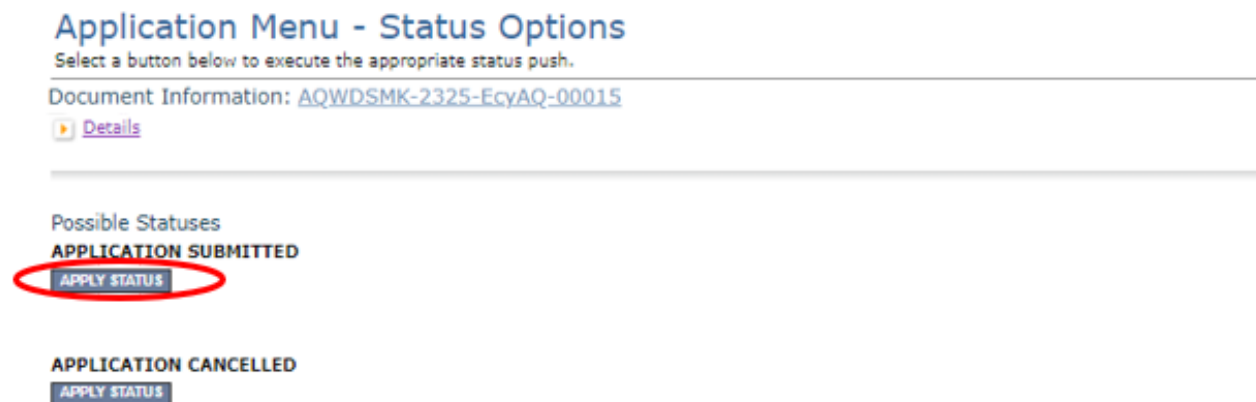 Application Menu - Status Options
Select a button below to execute the appropriate status push.
Document Information: AQWDSMK-2325-EcyAQ-00015
Details
Possible Statuses
APPLICATION SUBMITTED
APPLY STATUS
APPLICATION CANCELLED
APPLY STATUS